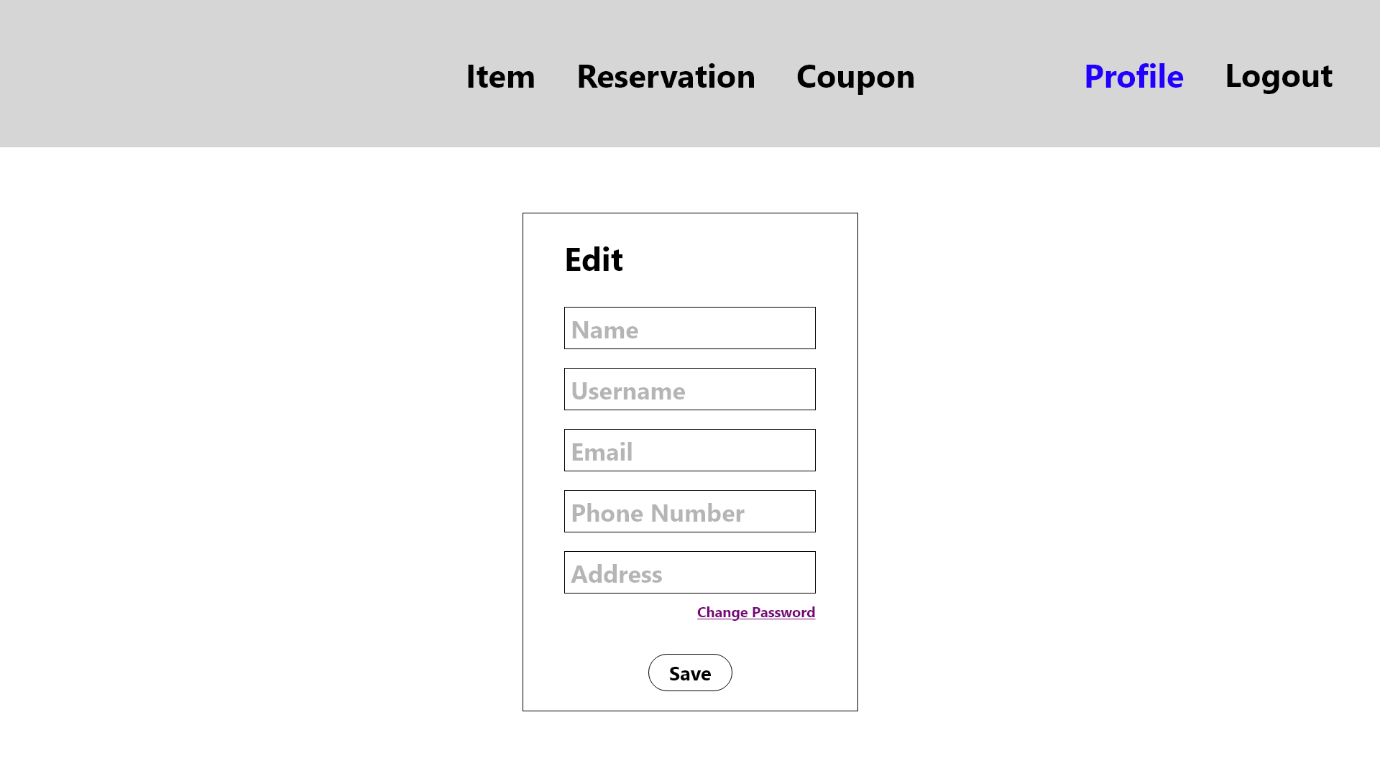 Item Reservation Coupon Profile Logout
Edit
Name
Username
Email
Phone Number
Address
Change Password
Save